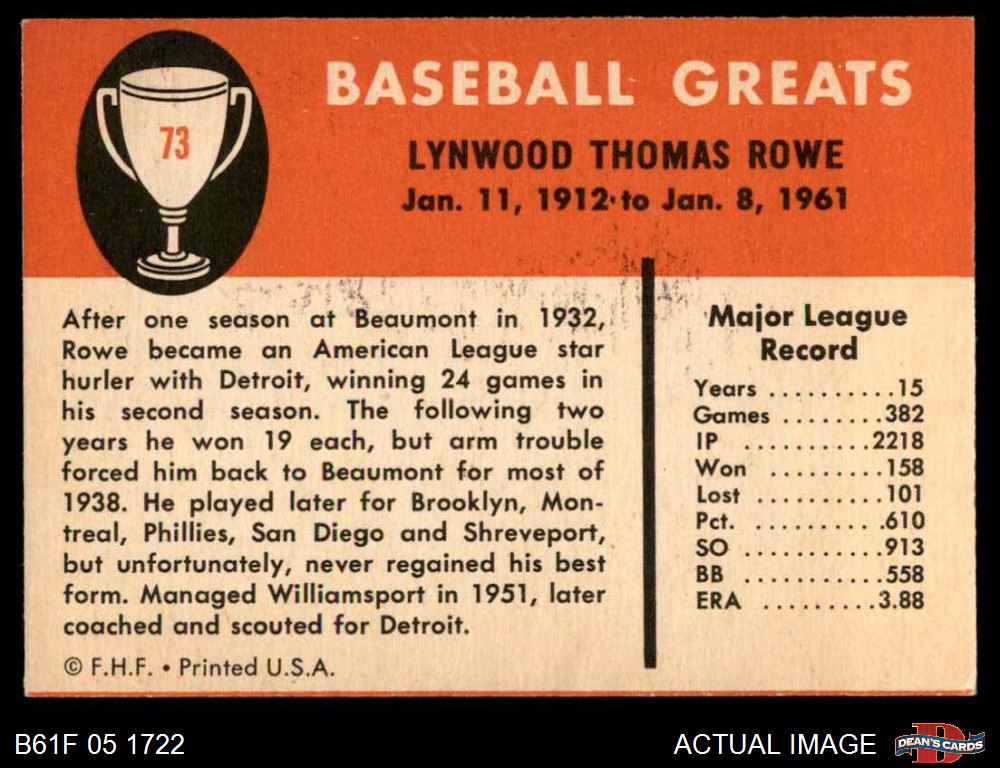 73
BASEBALL GREATS
LYNWOOD THOMAS ROWE
Jan. 11, 1912 to Jan. 8, 1961
After one season at Beaumont in 1932,
Rowe became an American League star
hurler with Detroit, winning 24 games in
his second season. The following two
years he won 19 each, but arm trouble
forced him back to Beaumont for most of
1938. He played later for Brooklyn, Mon-
treal, Phillies, San Diego and Shreveport,
but unfortunately, never regained his best
form. Managed Williamsport in 1951, later
coached and scouted for Detroit.
© F.H.F. • Printed U.S.A.
Major League
Record
Years ..........15
Games ........382
IP ..........2218
Won .........158
Lost ..........101
Pct. ..........610
SO ...........913
BB ...........558
ERA .........3.88
B61F 05 1722
ACTUAL IMAGE
D
DEAN'S CARDS